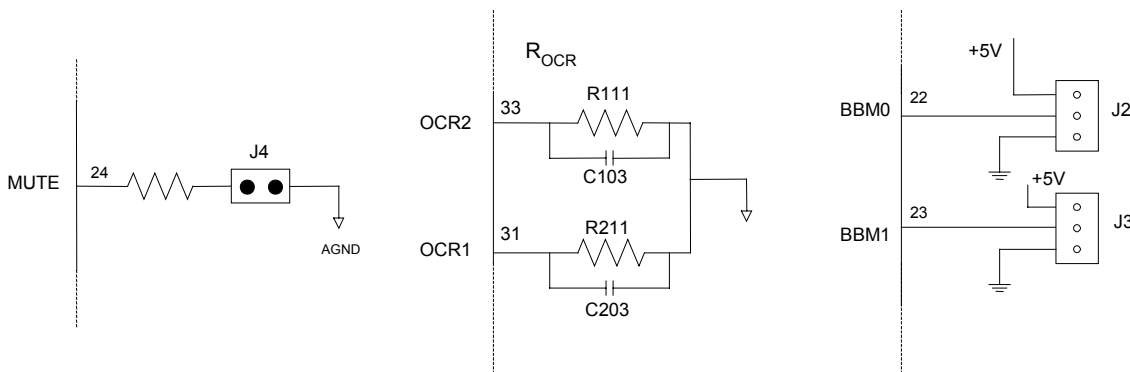 MUTE
24
J4
AGND
R_OCR
OCR2
33
R111
C103
OCR1
31
R211
C203
+5V
BBM0
22
J2
+5V
BBM1
23
J3